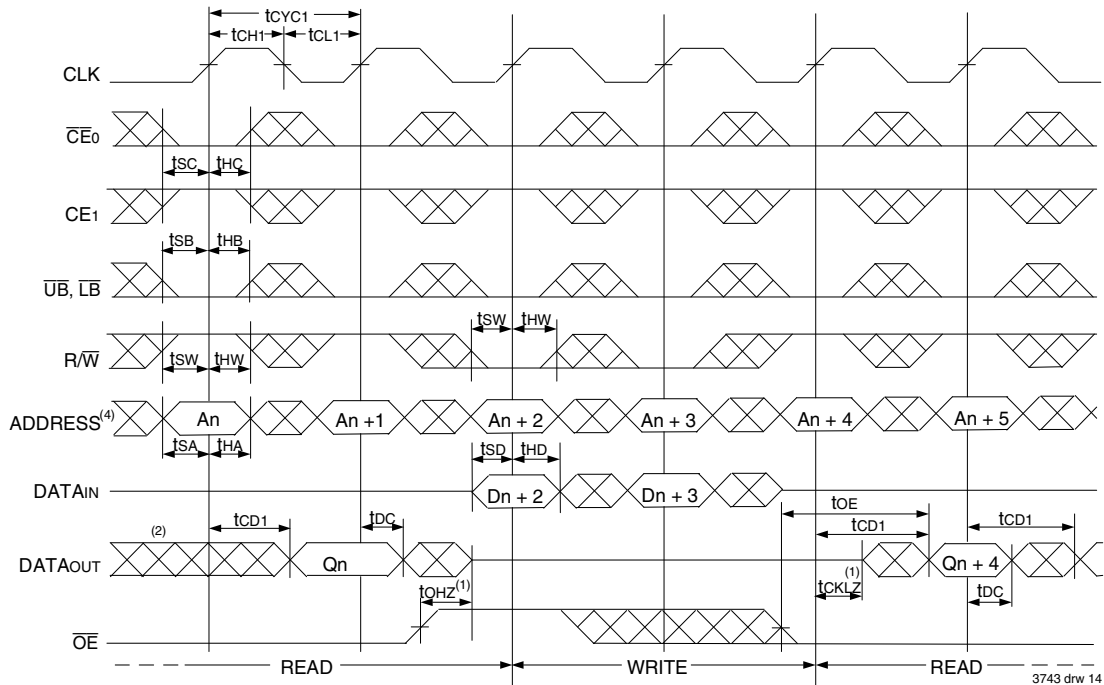 tCYC1
tCH1 tCL1
CLK
CE0
tSC tHC
CE1
tSB tHB
UB, LB
tSW tHW
R/W
tSW tHW
ADDRESS(4) An An +1 An + 2 An + 3 An + 4 An + 5
tSA tHA tSD tHD
DATAIN Dn + 2 Dn + 3
tOE
(2) tCD1 tDC tCD1 tCD1
DATAOUT Qn Qn + 4
tOHZ(1) tCKLZ(1) tDC
OE
READ WRITE READ
3743 drw 14